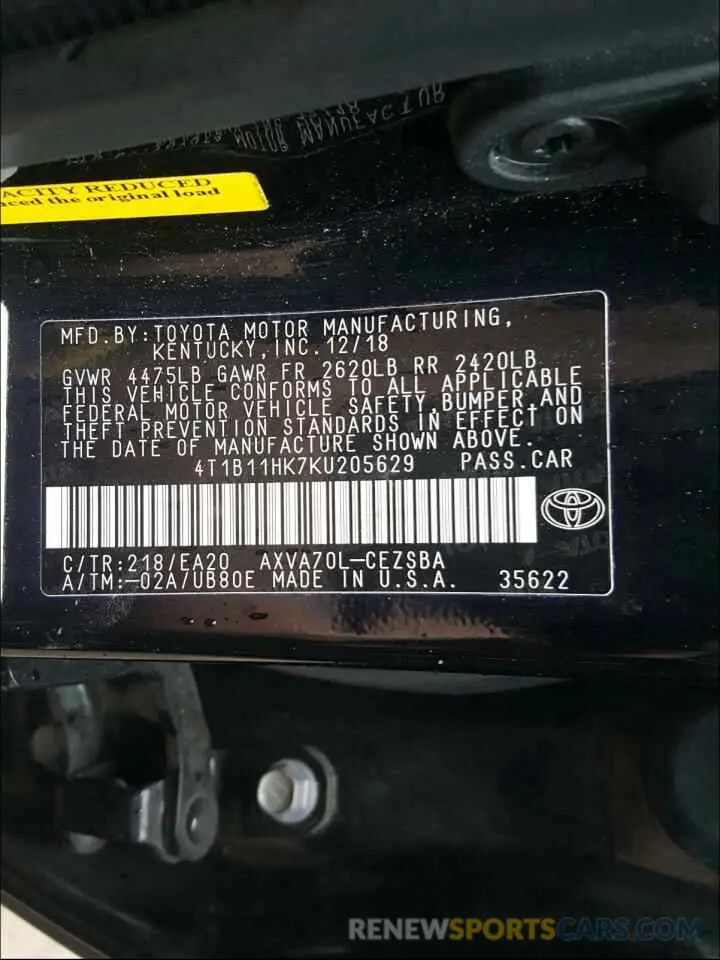 MANUFACTUR
ACITY REDUCED
ced the original load
MFD. BY: TOYOTA MOTOR MANUFACTURING,
KENTUCKY, INC. 12/18
GVWR 4475LB GAWR FR 2620LB RR 2420LB
THIS VEHICLE CONFORMS TO ALL APPLICABLE
FEDERAL MOTOR VEHICLE SAFETY, BUMPER, AND
THEFT PREVENTION STANDARDS IN EFFECT ON
THE DATE OF MANUFACTURE SHOWN ABOVE.
4T1B11HK7KU205629 PASS. CAR
C/TR: 218/EA20 AXVA70L-CEZSBA
A/TM: -02A/UB80E MADE IN U.S.A. 35622
RENEWSPORTSCARS.COM